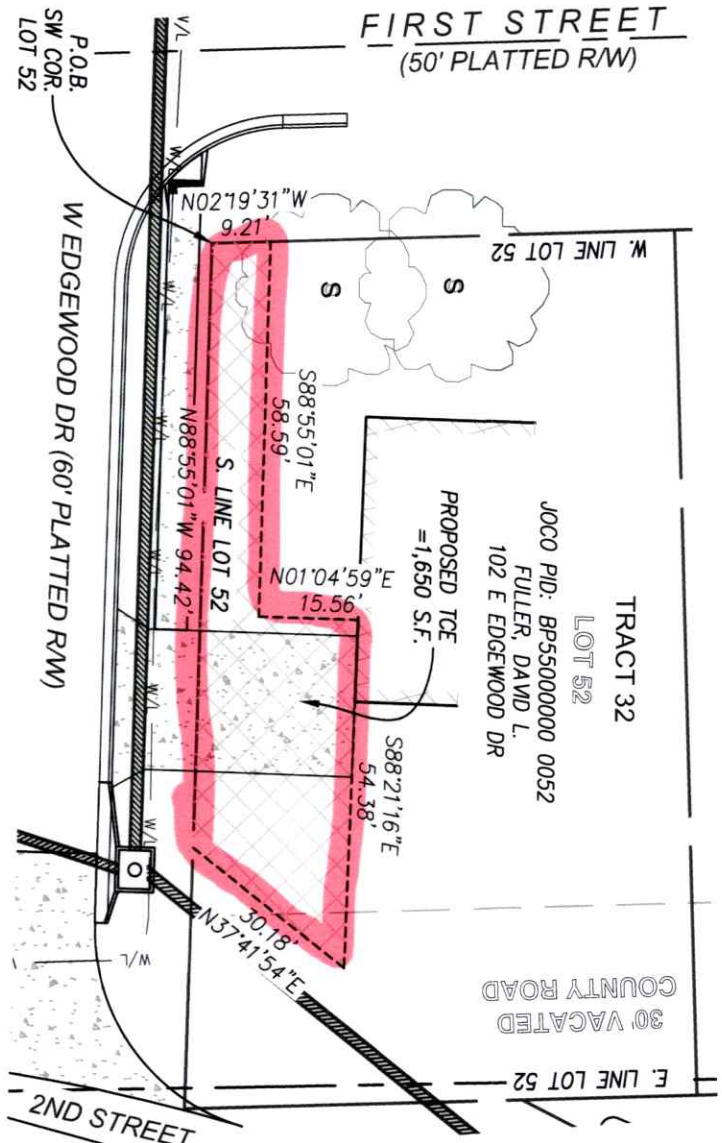 FIRST STREET
(50' PLATTED R/W)
V/L
P.O.B.
SW COR.
LOT 52
W/L
N02°19'31"W
9.21'
W. LINE LOT 52
S
S
W/L
W/L
S88°55'01"E
58.59'
W EDGEWOOD DR (60' PLATTED R/W)
N88°55'01"W 94.42'
S. LINE LOT 52
W/L
N01°04'59"E
15.56'
PROPOSED TCE
=1,650 S.F.
TRACT 32
LOT 52
JOCO PID: BP55000000 0052
FULLER, DAVID L.
102 E EDGEWOOD DR
W/L
W/L
S88°21'16"E
54.38'
W/L
30.18'
N37°41'54"E
W/L
30' VACATED
COUNTY ROAD
E. LINE LOT 52
2ND STREET